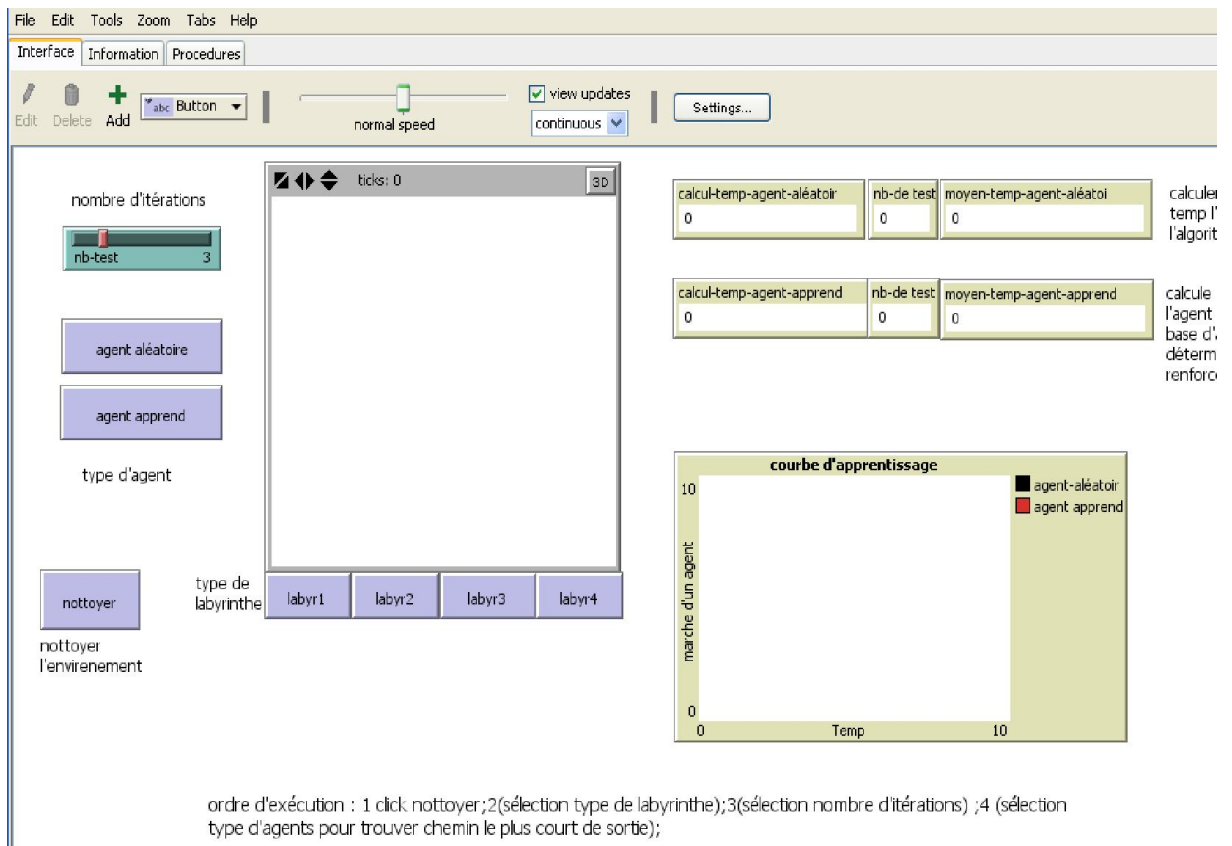 File Edit Tools Zoom Tabs Help
Interface Information Procedures
Edit Delete Add abc Button normal speed view updates continuous Settings...
nombre d'itérations
nb-test 3
agent aléatoire
agent apprend
type d'agent
nottoyer
nottoyer
l'envirenement
ticks: 0 3D
type de
labyrinthe
labyr1 labyr2 labyr3 labyr4
calcul-temp-agent-aléatoir nb-de test moyen-temp-agent-aléatoi
0 0 0
calculer
temp l'
l'algorit
calcul-temp-agent-apprend nb-de test moyen-temp-agent-apprend
0 0 0
calcule
l'agent
base d'
déterm
renforce
courbe d'apprentissage
10
marche d'un agent
0
0 Temp 10
agent-aléatoir
agent apprend
ordre d'exécution : 1 click nottoyer;2(sélection type de labyrinthe);3(sélection nombre d'itérations) ;4 (sélection
type d'agents pour trouver chemin le plus court de sortie);